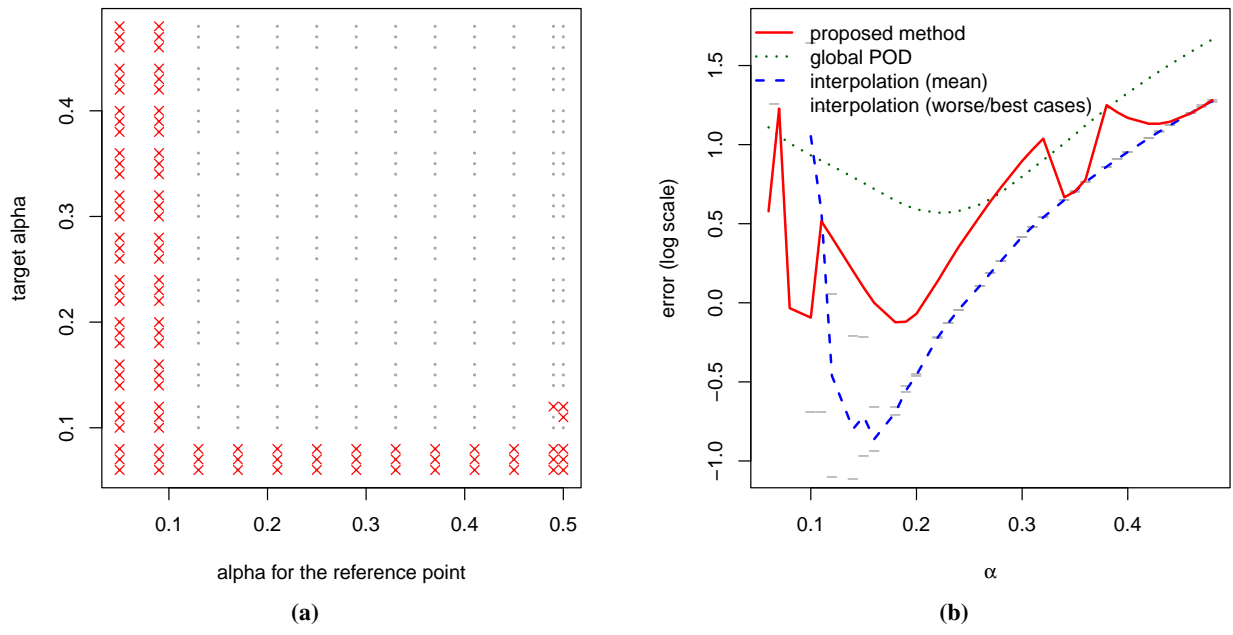 target alpha
0.4
0.3
0.2
0.1
0.1
0.2
0.3
0.4
0.5
alpha for the reference point
(a)
error (log scale)
1.5
1.0
0.5
0.0
−0.5
−1.0
proposed method
global POD
interpolation (mean)
interpolation (worse/best cases)
0.1
0.2
0.3
0.4
α
(b)